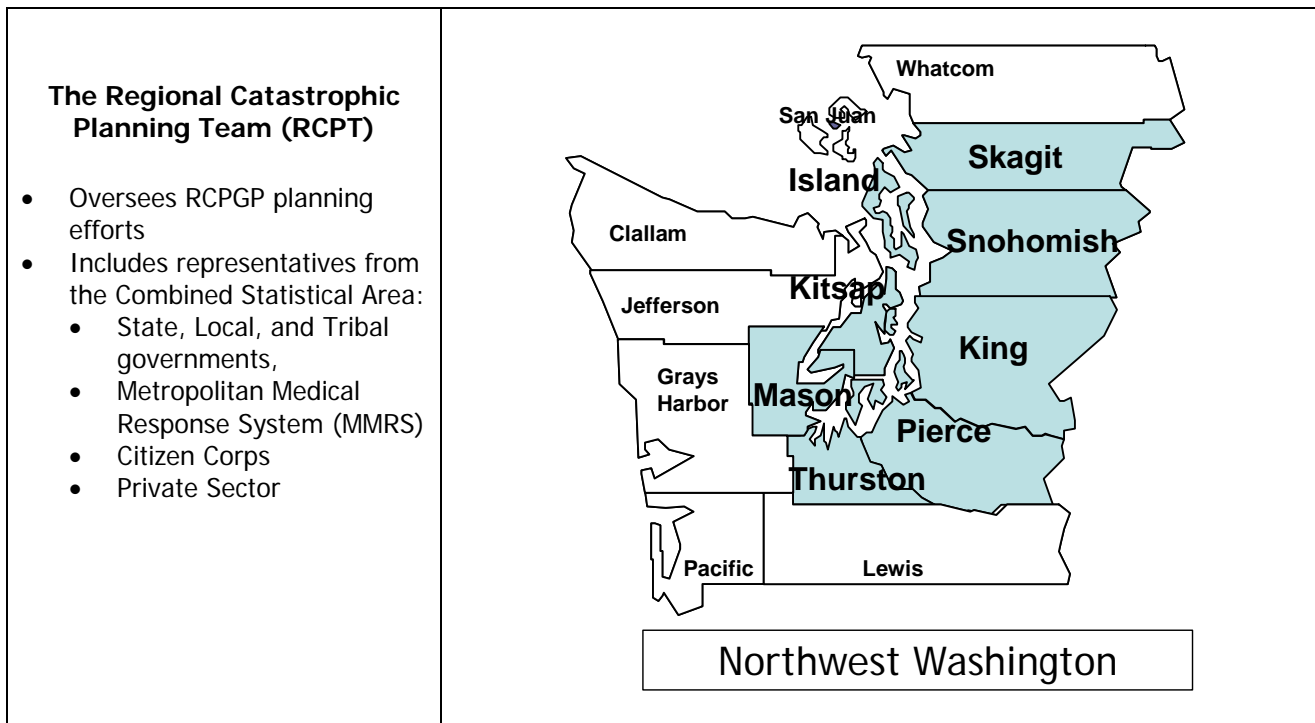 The Regional Catastrophic
Planning Team (RCPT)
• Oversees RCPGP planning
efforts
• Includes representatives from
the Combined Statistical Area:
• State, Local, and Tribal
governments,
• Metropolitan Medical
Response System (MMRS)
• Citizen Corps
• Private Sector
Whatcom
San Juan
Skagit
Island
Clallam
Snohomish
Kitsap
Jefferson
King
Grays
Harbor
Mason
Pierce
Thurston
Pacific
Lewis
Northwest Washington